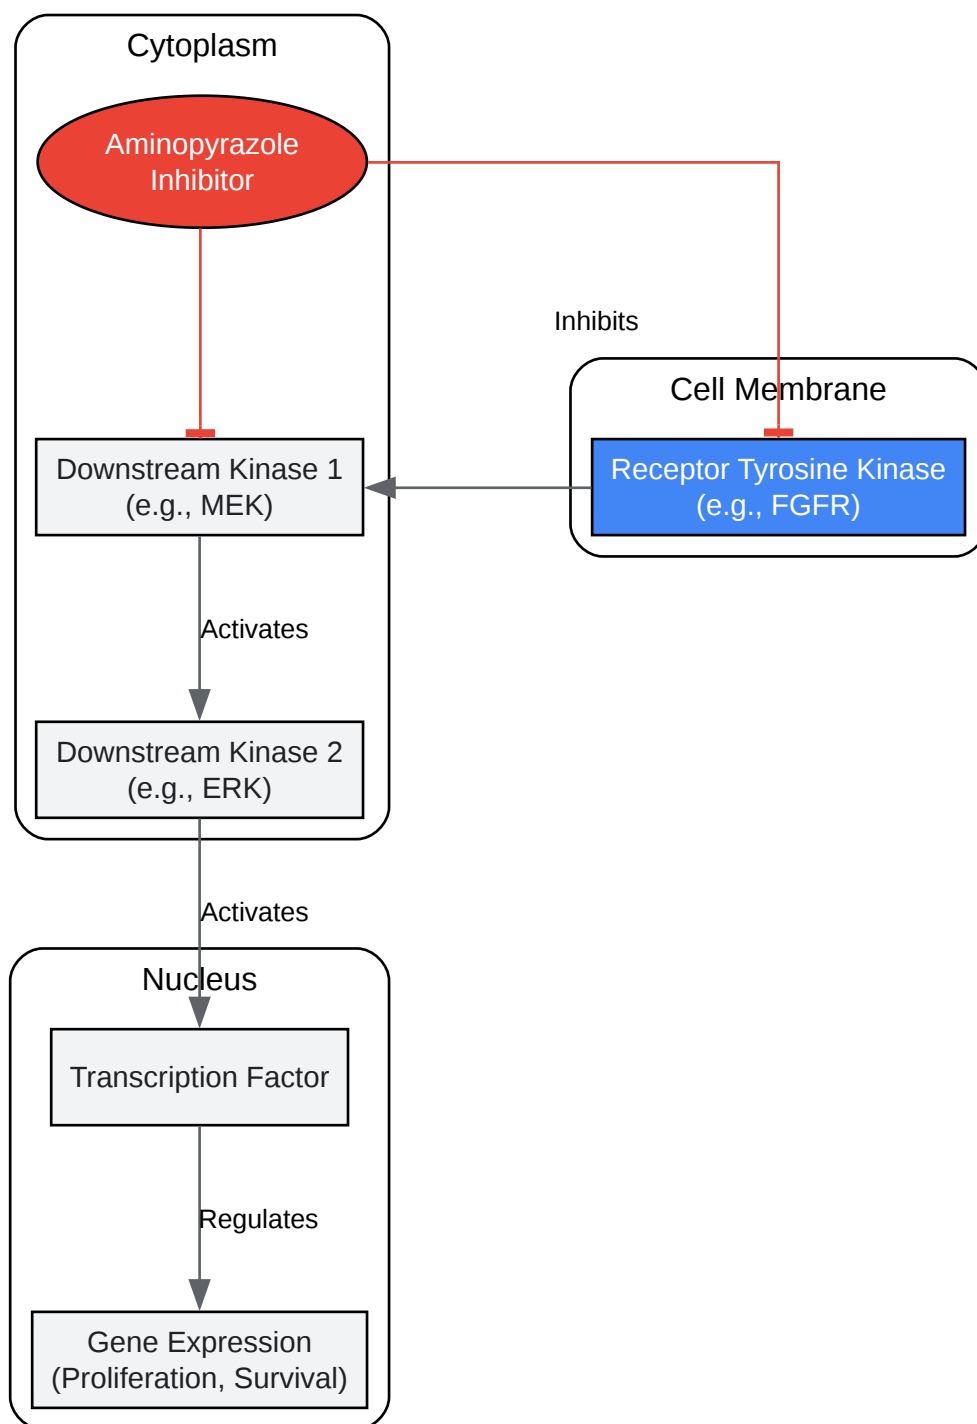 Cytoplasm
Aminopyrazole
Inhibitor
Inhibits
Cell Membrane
Downstream Kinase 1
(e.g., MEK)
Receptor Tyrosine Kinase
(e.g., FGFR)
Activates
Downstream Kinase 2
(e.g., ERK)
Activates
Nucleus
Transcription Factor
Regulates
Gene Expression
(Proliferation, Survival)